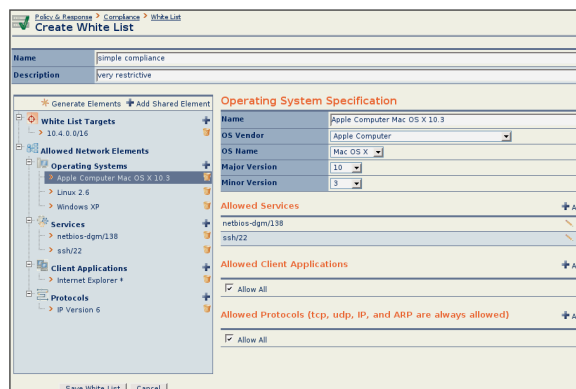 Policy & Response > Compliance > White List
Create White List
Name simple compliance
Description very restrictive
Generate Elements Add Shared Element
White List Targets
10.4.0.0/16
Allowed Network Elements
Operating Systems
Apple Computer Mac OS X 10.3
Linux 2.6
Windows XP
Services
netbios-dgm/138
ssh/22
Client Applications
Internet Explorer *
Protocols
IP Version 6
Operating System Specification
Name Apple Computer Mac OS X 10.3
OS Vendor Apple Computer
OS Name Mac OS X
Major Version 10
Minor Version 3
Allowed Services A
netbios-dgm/138
ssh/22
Allowed Client Applications A
Allow All
Allowed Protocols (tcp, udp, IP, and ARP are always allowed) A
Allow All
Save White List Cancel